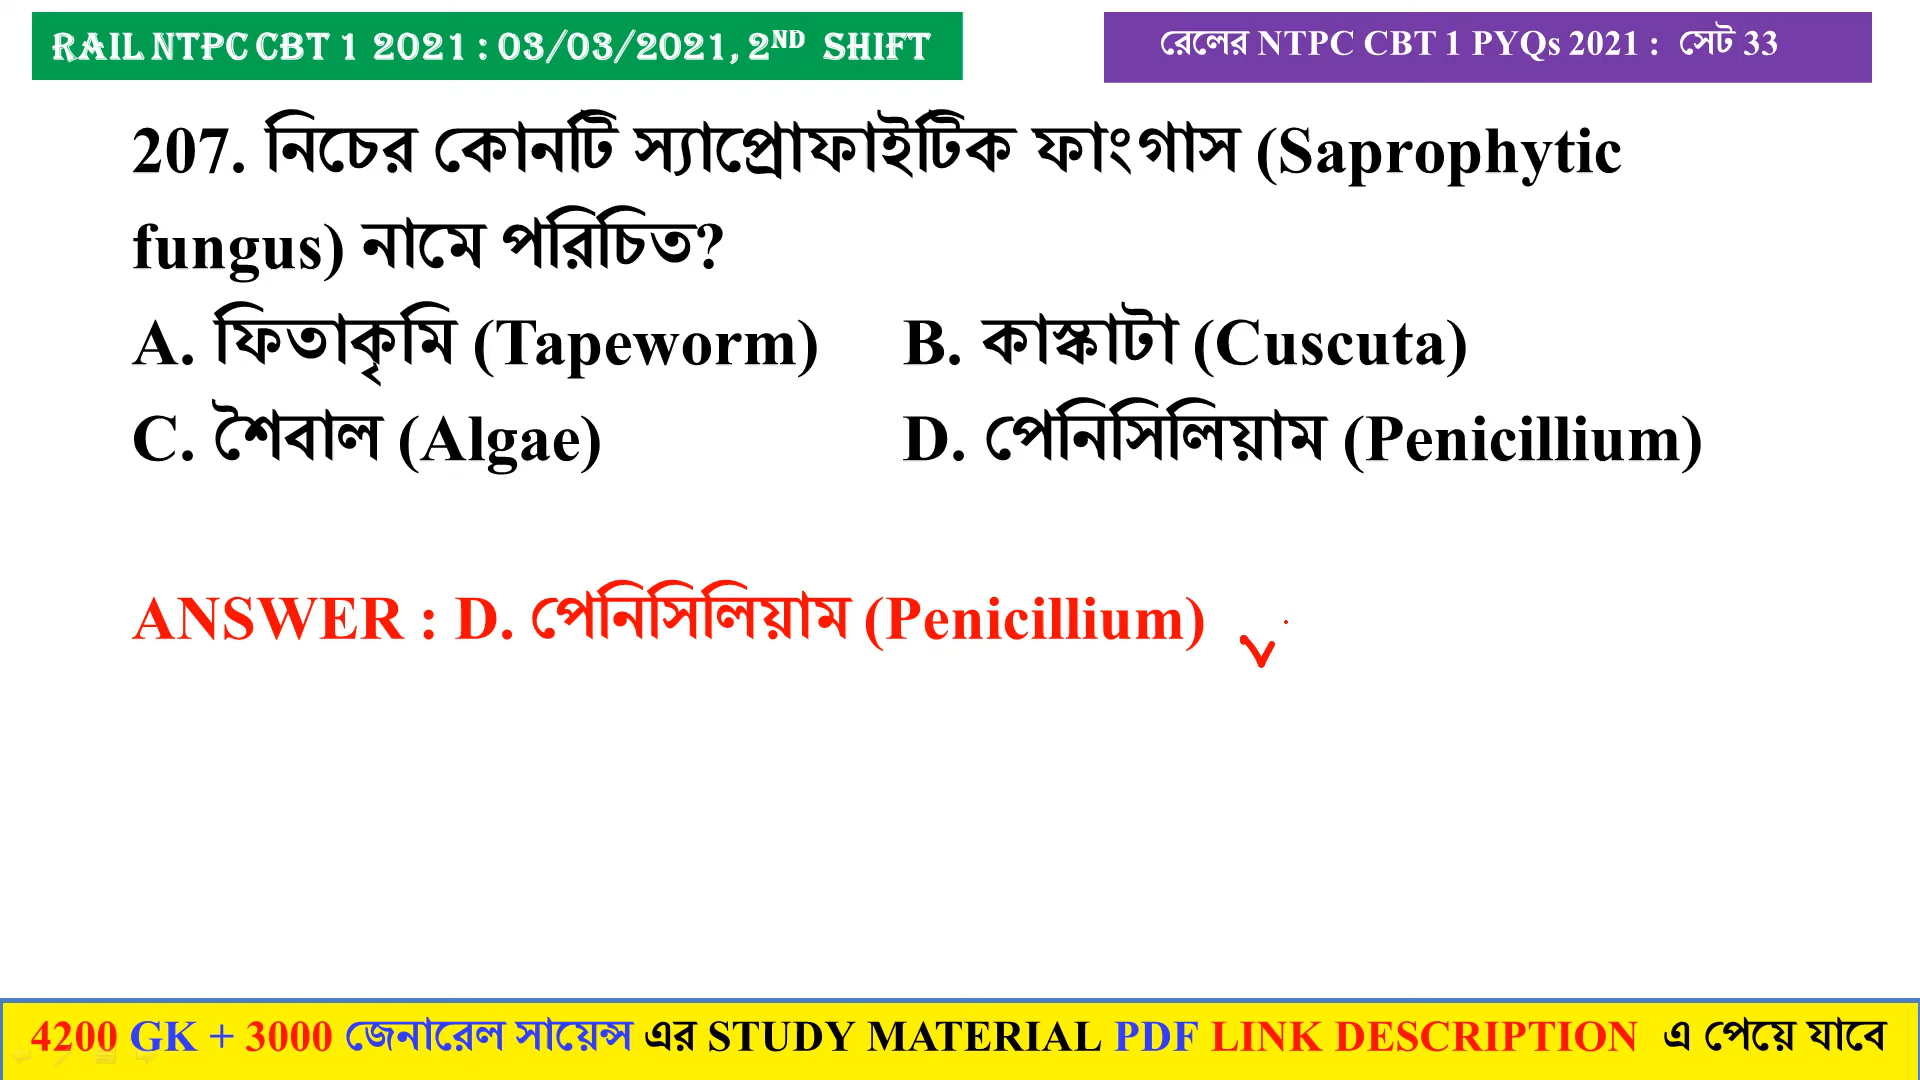 RAIL NTPC CBT 1 2021 : 03/03/2021, 2ND SHIFT
রেলের NTPC CBT 1 PYQs 2021 : সেট 33
207. নিচের কোনটি স্যাপ্রোফাইটিক ফাংগাস (Saprophytic
fungus) নামে পরিচিত?
A. ফিতাকৃমি (Tapeworm) B. কাস্কাটা (Cuscuta)
C. শৈবাল (Algae) D. পেনিসিলিয়াম (Penicillium)
ANSWER : D. পেনিসিলিয়াম (Penicillium)
4200 GK + 3000 জেনারেল সায়েন্স এর STUDY MATERIAL PDF LINK DESCRIPTION এ পেয়ে যাবে